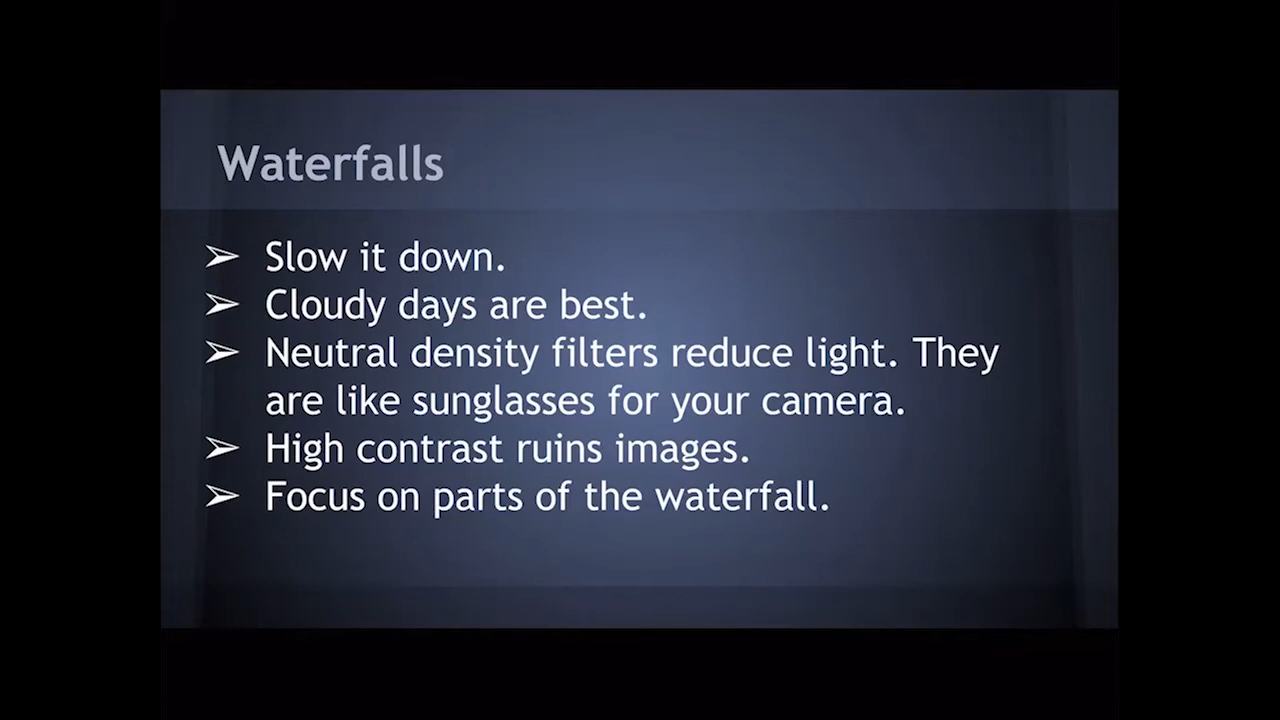 Waterfalls
➢ Slow it down.
➢ Cloudy days are best.
➢ Neutral density filters reduce light. They
are like sunglasses for your camera.
➢ High contrast ruins images.
➢ Focus on parts of the waterfall.